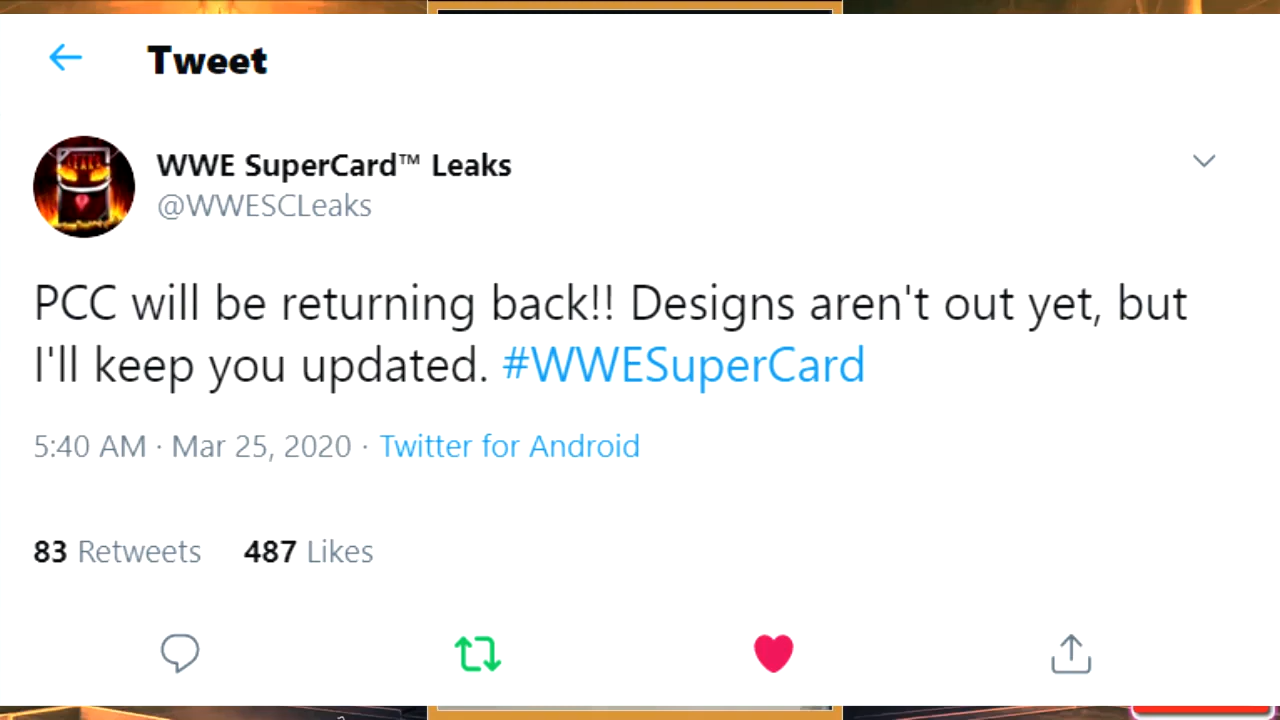 Tweet
WWE SuperCard™ Leaks
@WWESCLeaks
PCC will be returning back!! Designs aren't out yet, but
I'll keep you updated. #WWESuperCard
5:40 AM · Mar 25, 2020 · Twitter for Android
83 Retweets 487 Likes